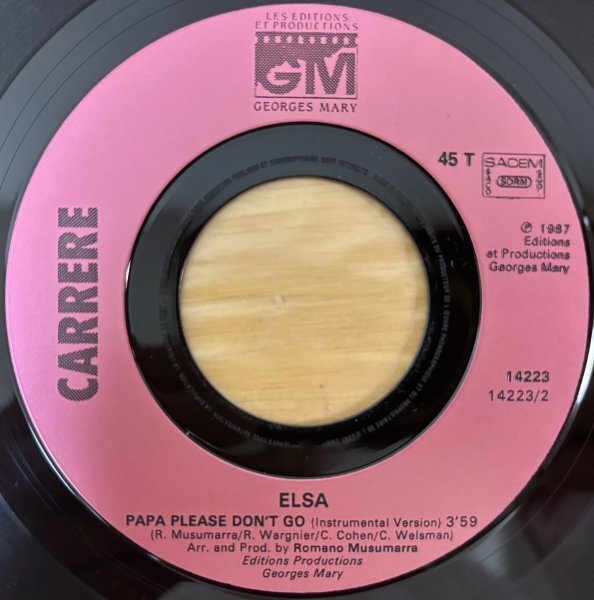 LES EDITIONS
ET PRODUCTIONS
GM
GEORGES MARY
45 T
SACEM
SDRM
℗ 1987
Editions
et Productions
Georges Mary
CARRERE
14223
14223/2
ELSA
PAPA PLEASE DON'T GO (Instrumental Version) 3'59
(R. Musumarra/R. Wargnier/C. Cohen/C. Welsman)
Arr. and Prod. by Romano Musumarra
Editions Productions
Georges Mary